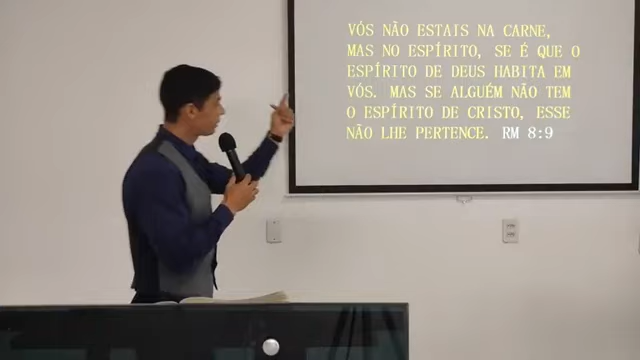 VÓS NÃO ESTAIS NA CARNE,
MAS NO ESPÍRITO, SE É QUE O
ESPÍRITO DE DEUS HABITA EM
VÓS. MAS SE ALGUÉM NÃO TEM
O ESPÍRITO DE CRISTO, ESSE
NÃO LHE PERTENCE. RM 8:9